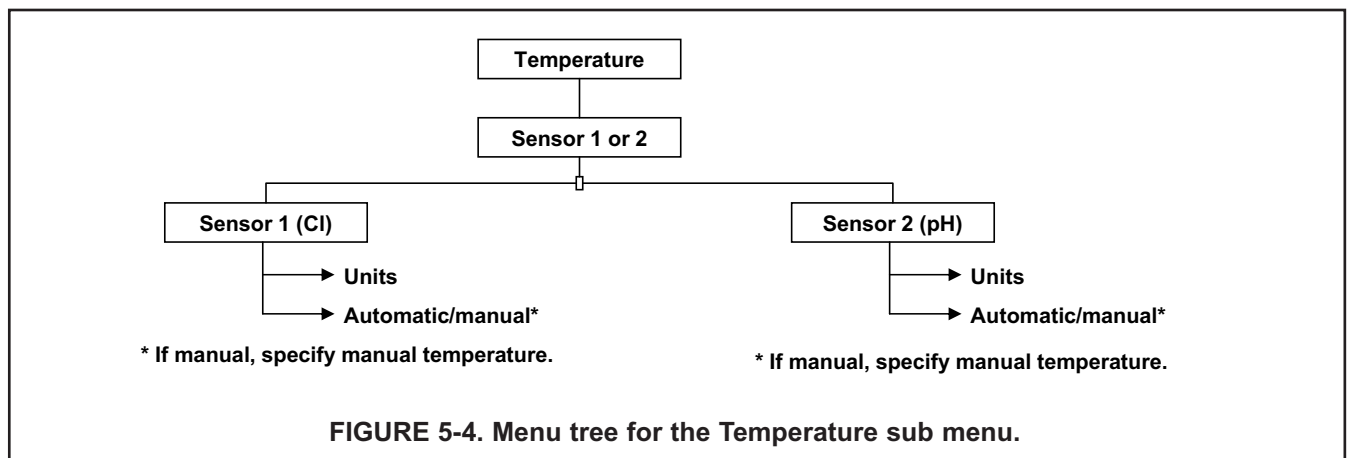 Temperature
Sensor 1 or 2
Sensor 1 (Cl)
Units
Automatic/manual*
* If manual, specify manual temperature.
Sensor 2 (pH)
Units
Automatic/manual*
* If manual, specify manual temperature.
FIGURE 5-4. Menu tree for the Temperature sub menu.